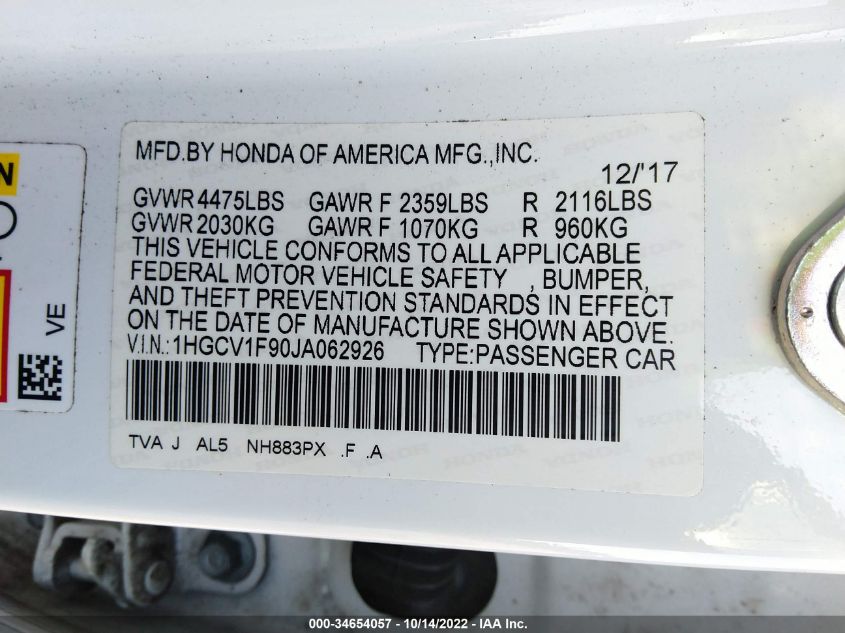 MFD.BY HONDA OF AMERICA MFG.,INC.
12/'17
GVWR 4475LBS GAWR F 2359LBS R 2116LBS
GVWR 2030KG GAWR F 1070KG R 960KG
THIS VEHICLE CONFORMS TO ALL APPLICABLE
FEDERAL MOTOR VEHICLE SAFETY , BUMPER,
AND THEFT PREVENTION STANDARDS IN EFFECT
ON THE DATE OF MANUFACTURE SHOWN ABOVE.
V.I.N.:1HGCV1F90JA062926 TYPE:PASSENGER CAR
TVA J AL5 NH883PX .F .A
VE
000-34654057 - 10/14/2022 - IAA Inc.